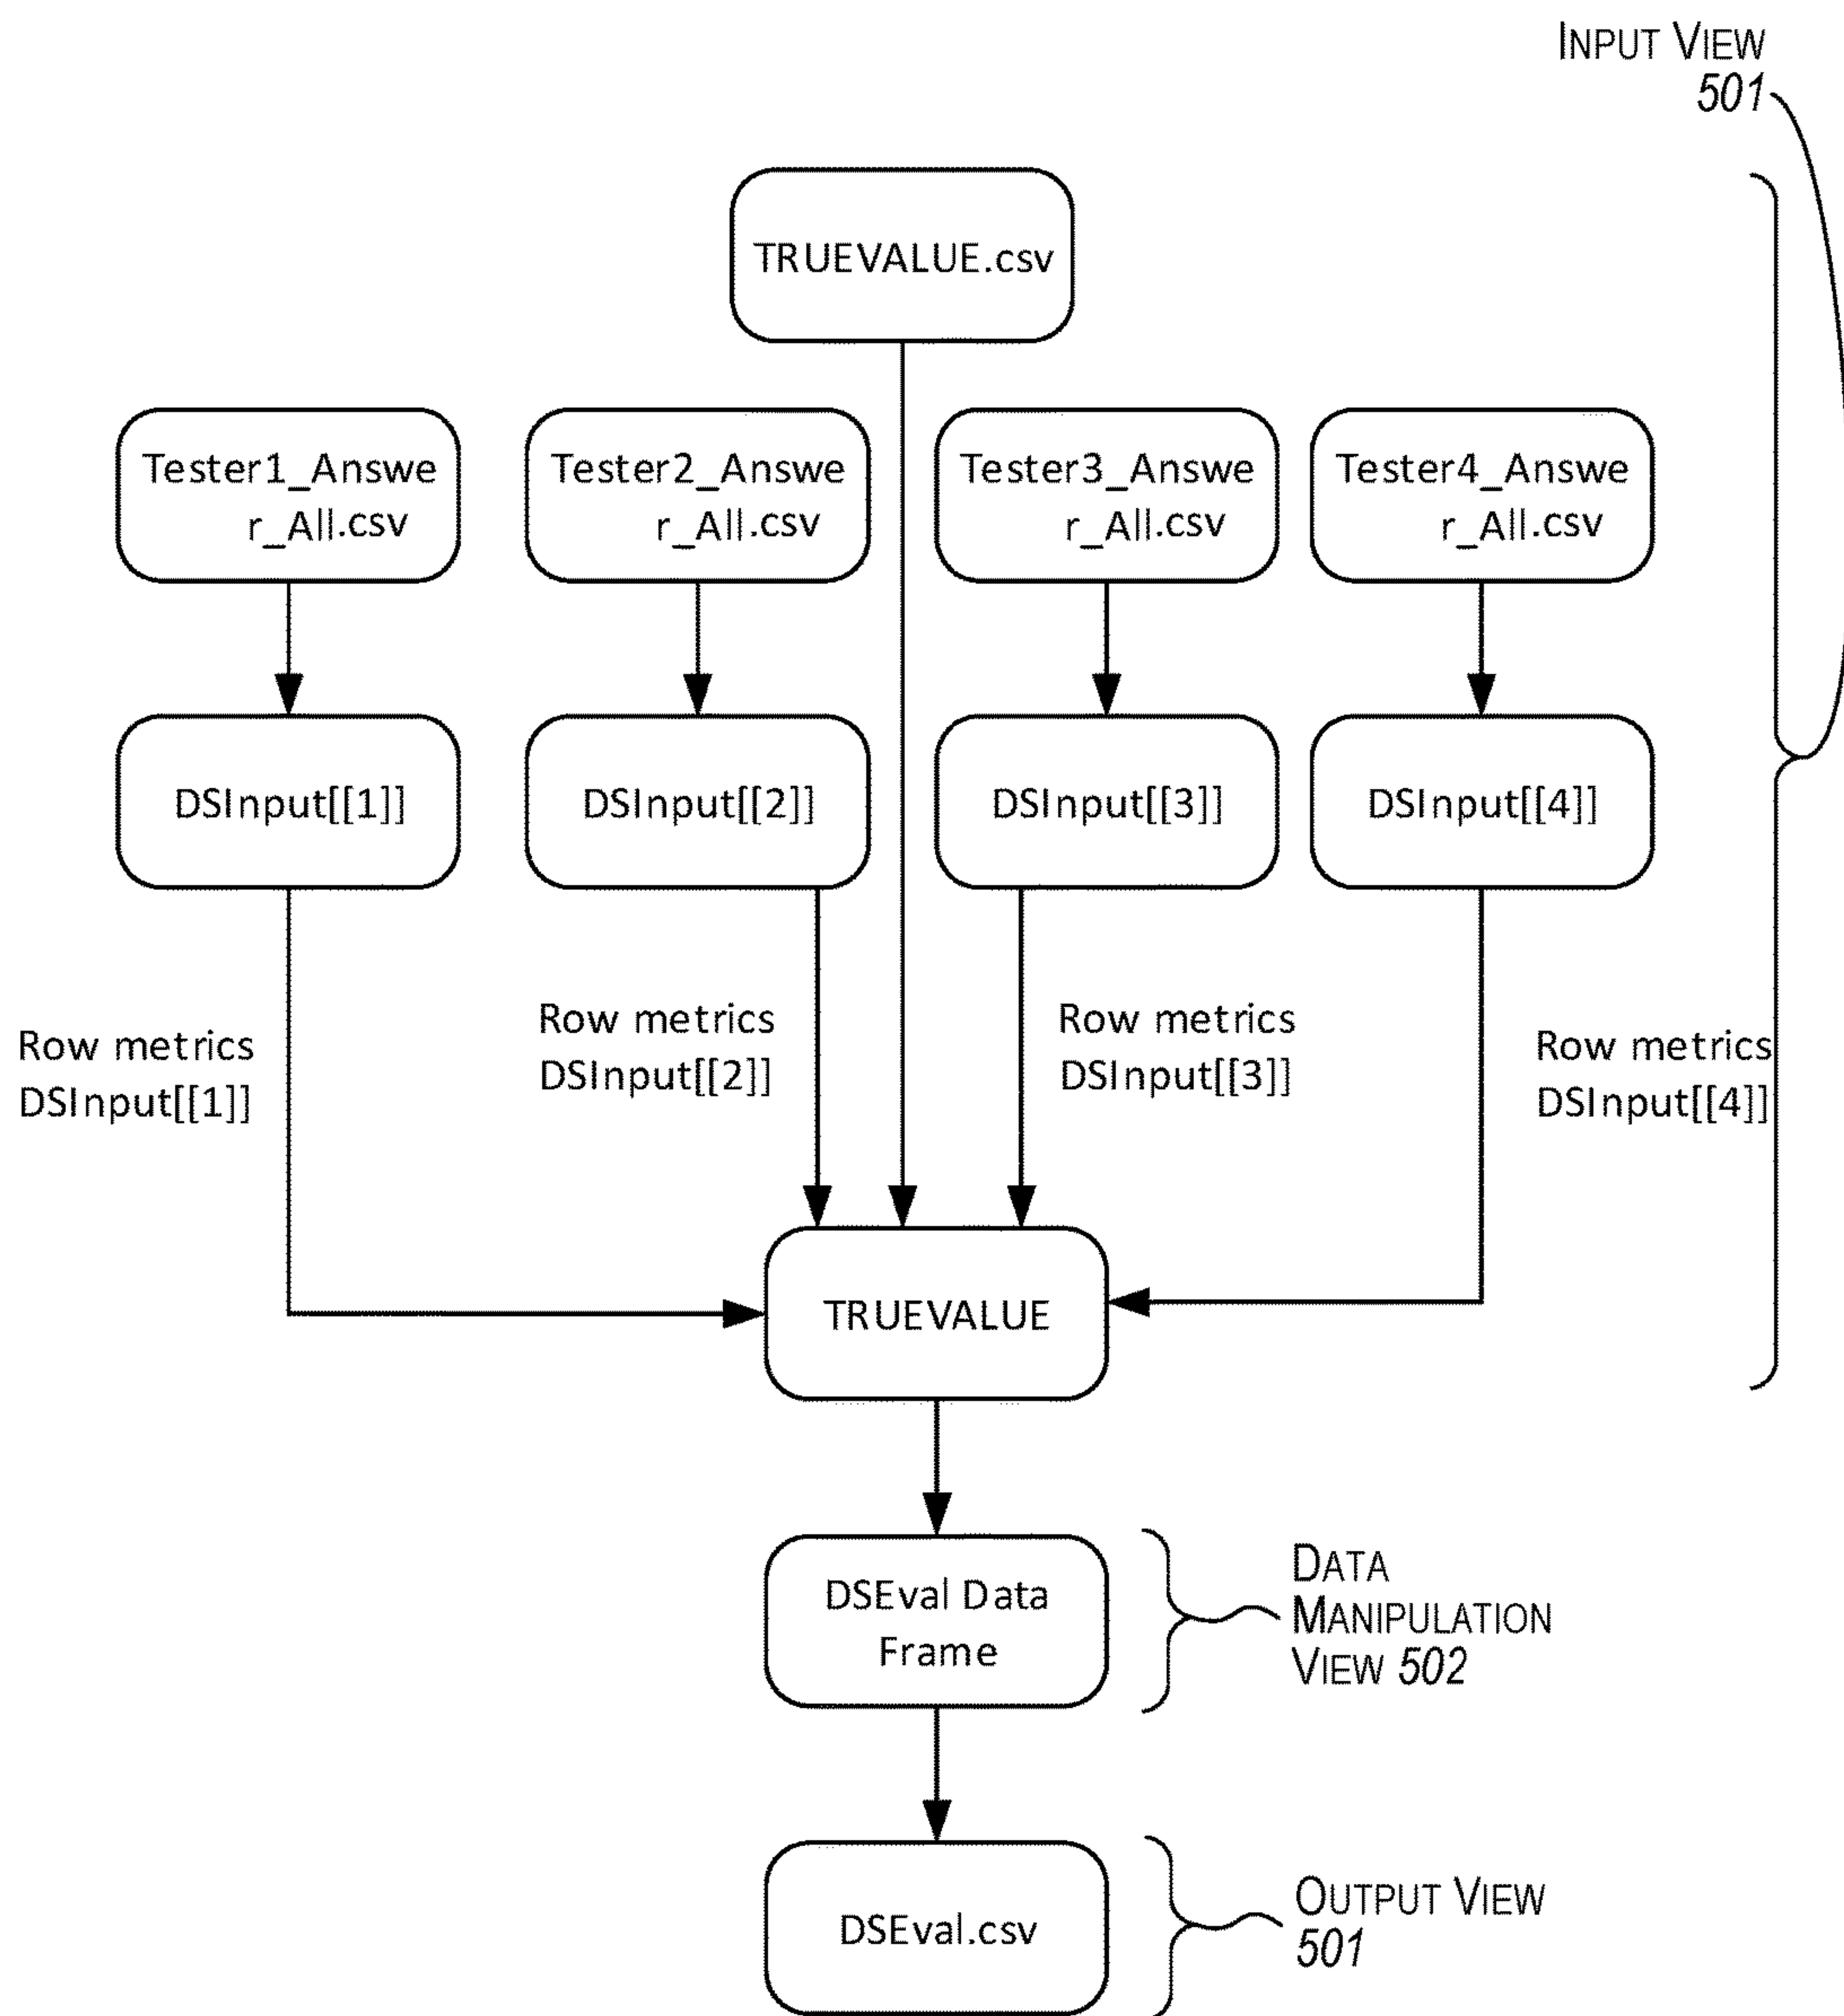 INPUT VIEW
501
TRUEVALUE.csv
Tester1_Answe
r_All.csv
Tester2_Answe
r_All.csv
Tester3_Answe
r_All.csv
Tester4_Answe
r_All.csv
DSInput[[1]]
DSInput[[2]]
DSInput[[3]]
DSInput[[4]]
Row metrics
DSInput[[1]]
Row metrics
DSInput[[2]]
Row metrics
DSInput[[3]]
Row metrics
DSInput[[4]]
TRUEVALUE
DSEval Data
Frame
DATA
MANIPULATION
VIEW 502
DSEval.csv
OUTPUT VIEW
501